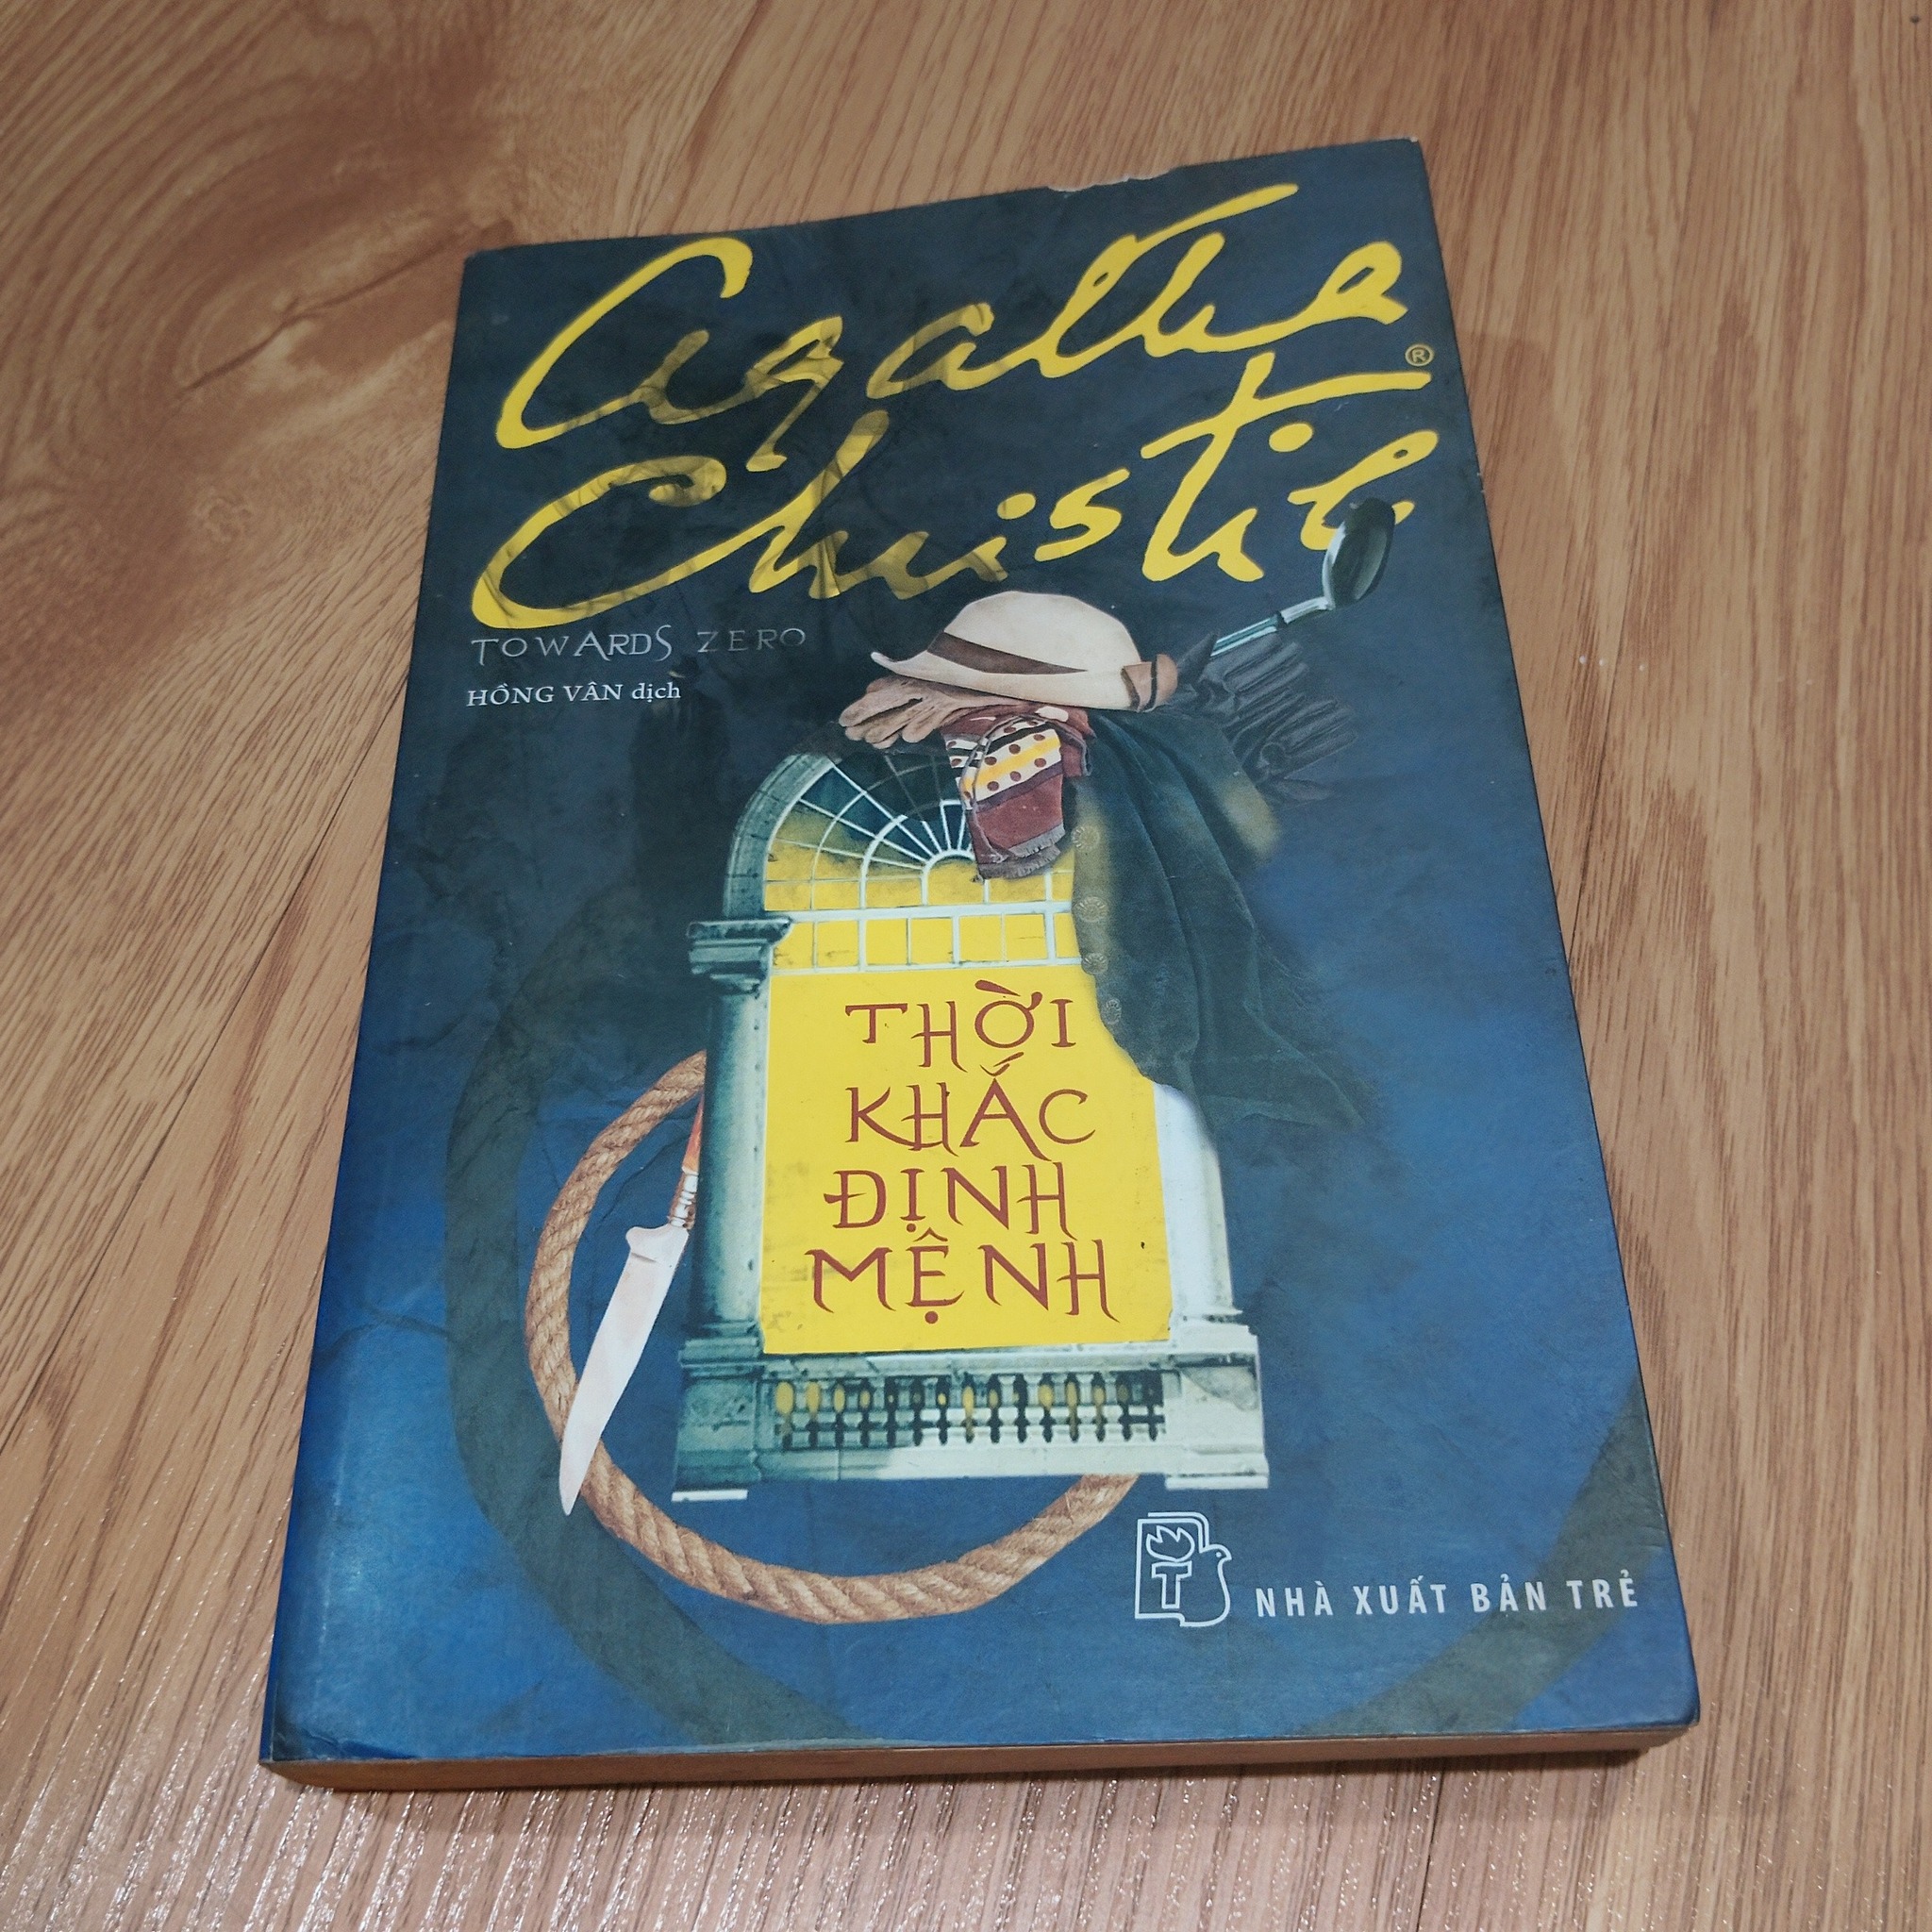 Agatha
Christie®
TOWARDS ZERO
HỒNG VÂN dịch
THỜI
KHẮC
ĐỊNH
MỆNH
T
NHÀ XUẤT BẢN TRẺ